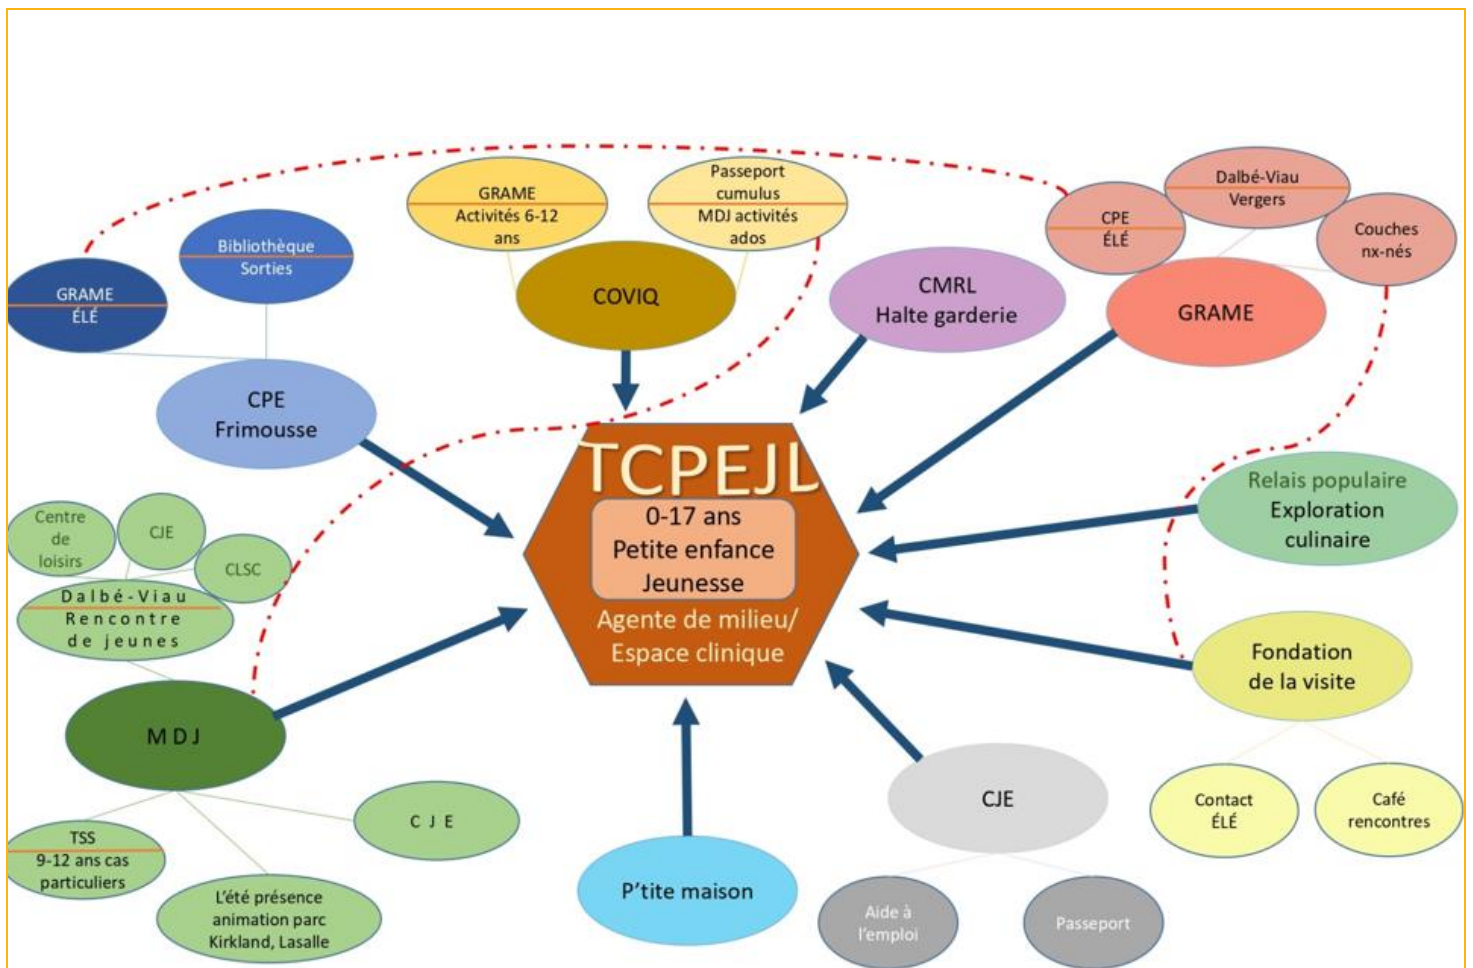 GRAME
Activités 6-12
ans
Passeport
cumulus
MDJ activités
ados
COVIQ
Bibliothèque
Sorties
GRAME
ÉLÉ
CPE
Frimousse
CMRL
Halte garderie
CPE
ÉLÉ
Dalbé-Viau
Vergers
Couches
nx-nés
GRAME
TCPEJL
0-17 ans
Petite enfance
Jeunesse
Agente de milieu/
Espace clinique
Relais populaire
Exploration
culinaire
Fondation
de la visite
Contact
ÉLÉ
Café
rencontres
CJE
Aide à
l'emploi
Passeport
P'tite maison
Centre
de
loisirs
CJE
CLSC
Dalbé-Viau
Rencontre
de jeunes
MDJ
CJE
TSS
9-12 ans cas
particuliers
L'été présence
animation parc
Kirkland, Lasalle